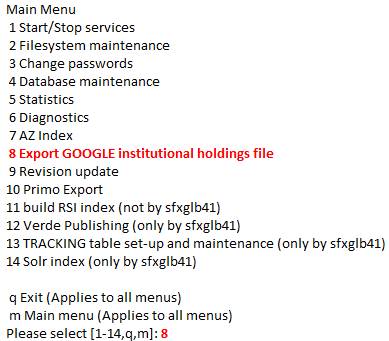 Main Menu
1 Start/Stop services
2 Filesystem maintenance
3 Change passwords
4 Database maintenance
5 Statistics
6 Diagnostics
7 AZ Index
8 Export GOOGLE institutional holdings file
9 Revision update
10 Primo Export
11 build RSI index (not by sfxglb41)
12 Verde Publishing (only by sfxglb41)
13 TRACKING table set-up and maintenance (only by sfxglb41)
14 Solr index (only by sfxglb41)
q Exit (Applies to all menus)
m Main menu (Applies to all menus)
Please select [1-14,q,m]: 8